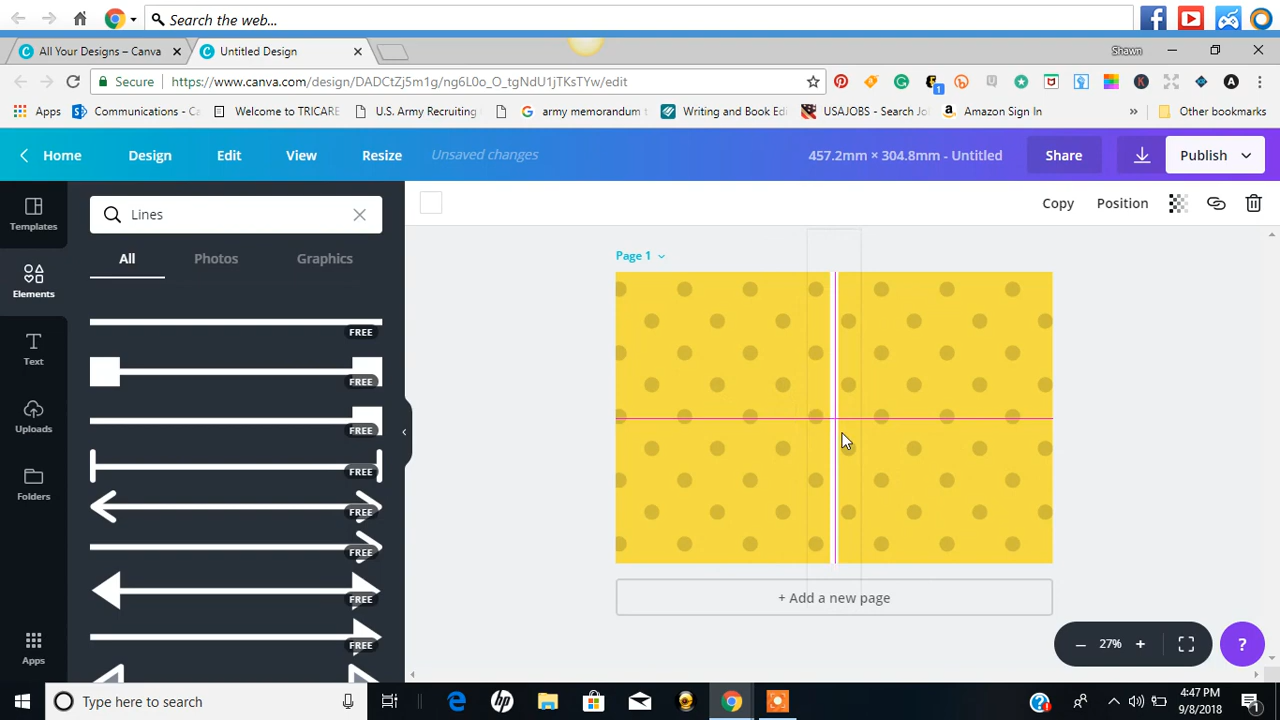 Search the web...
All Your Designs – Canva
Untitled Design
Shawn
Secure
https://www.canva.com/design/DADCtZj5m1g/ng6L0o_O_tgNdU1jTKsTYw/edit
1
Apps
Communications - Ca
Welcome to TRICARE
U.S. Army Recruiting
army memorandum t
Writing and Book Edi
USAJOBS - Search Jo
Amazon Sign In
»
Other bookmarks
Home
Design
Edit
View
Resize
Unsaved changes
457.2mm × 304.8mm - Untitled
Share
Publish
Templates
Elements
Text
Uploads
Folders
Apps
Lines
All
Photos
Graphics
FREE
FREE
FREE
FREE
FREE
FREE
FREE
FREE
Copy
Position
Page 1
+ Add a new page
– 27% +
?
Type here to search
4:47 PM
9/8/2018
1